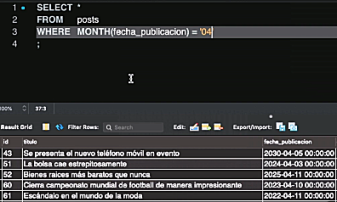 1 SELECT *
2 FROM posts
3 WHERE MONTH(fecha_publicacion) = '04'
4 ;
100% 37:3
Result Grid Filter Rows: Search Edit: Export/Import:
id titulo fecha_publicacion
43 Se presenta el nuevo teléfono móvil en evento 2030-04-05 00:00:00
51 La bolsa cae estrepitosamente 2024-04-03 00:00:00
52 Bienes raices más baratos que nunca 2025-04-11 00:00:00
60 Cierra campeonato mundial de football de manera impresionante 2023-04-10 00:00:00
61 Escándalo en el mundo de la moda 2022-04-11 00:00:00